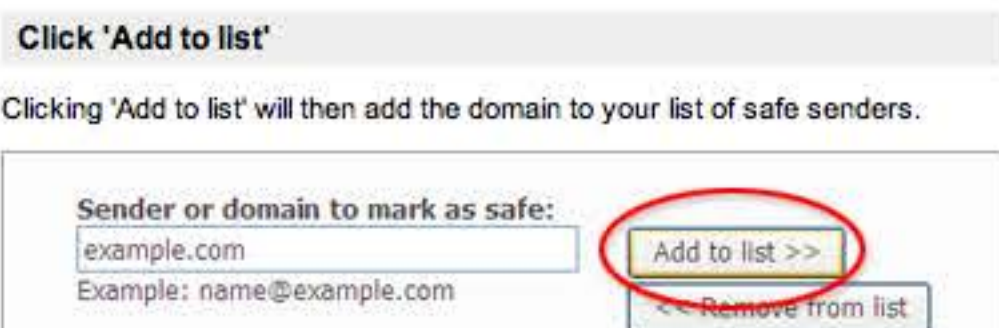 Click 'Add to list'
Clicking 'Add to list' will then add the domain to your list of safe senders.
Sender or domain to mark as safe:
example.com
Add to list >>
Example: name@example.com
<< Remove from list